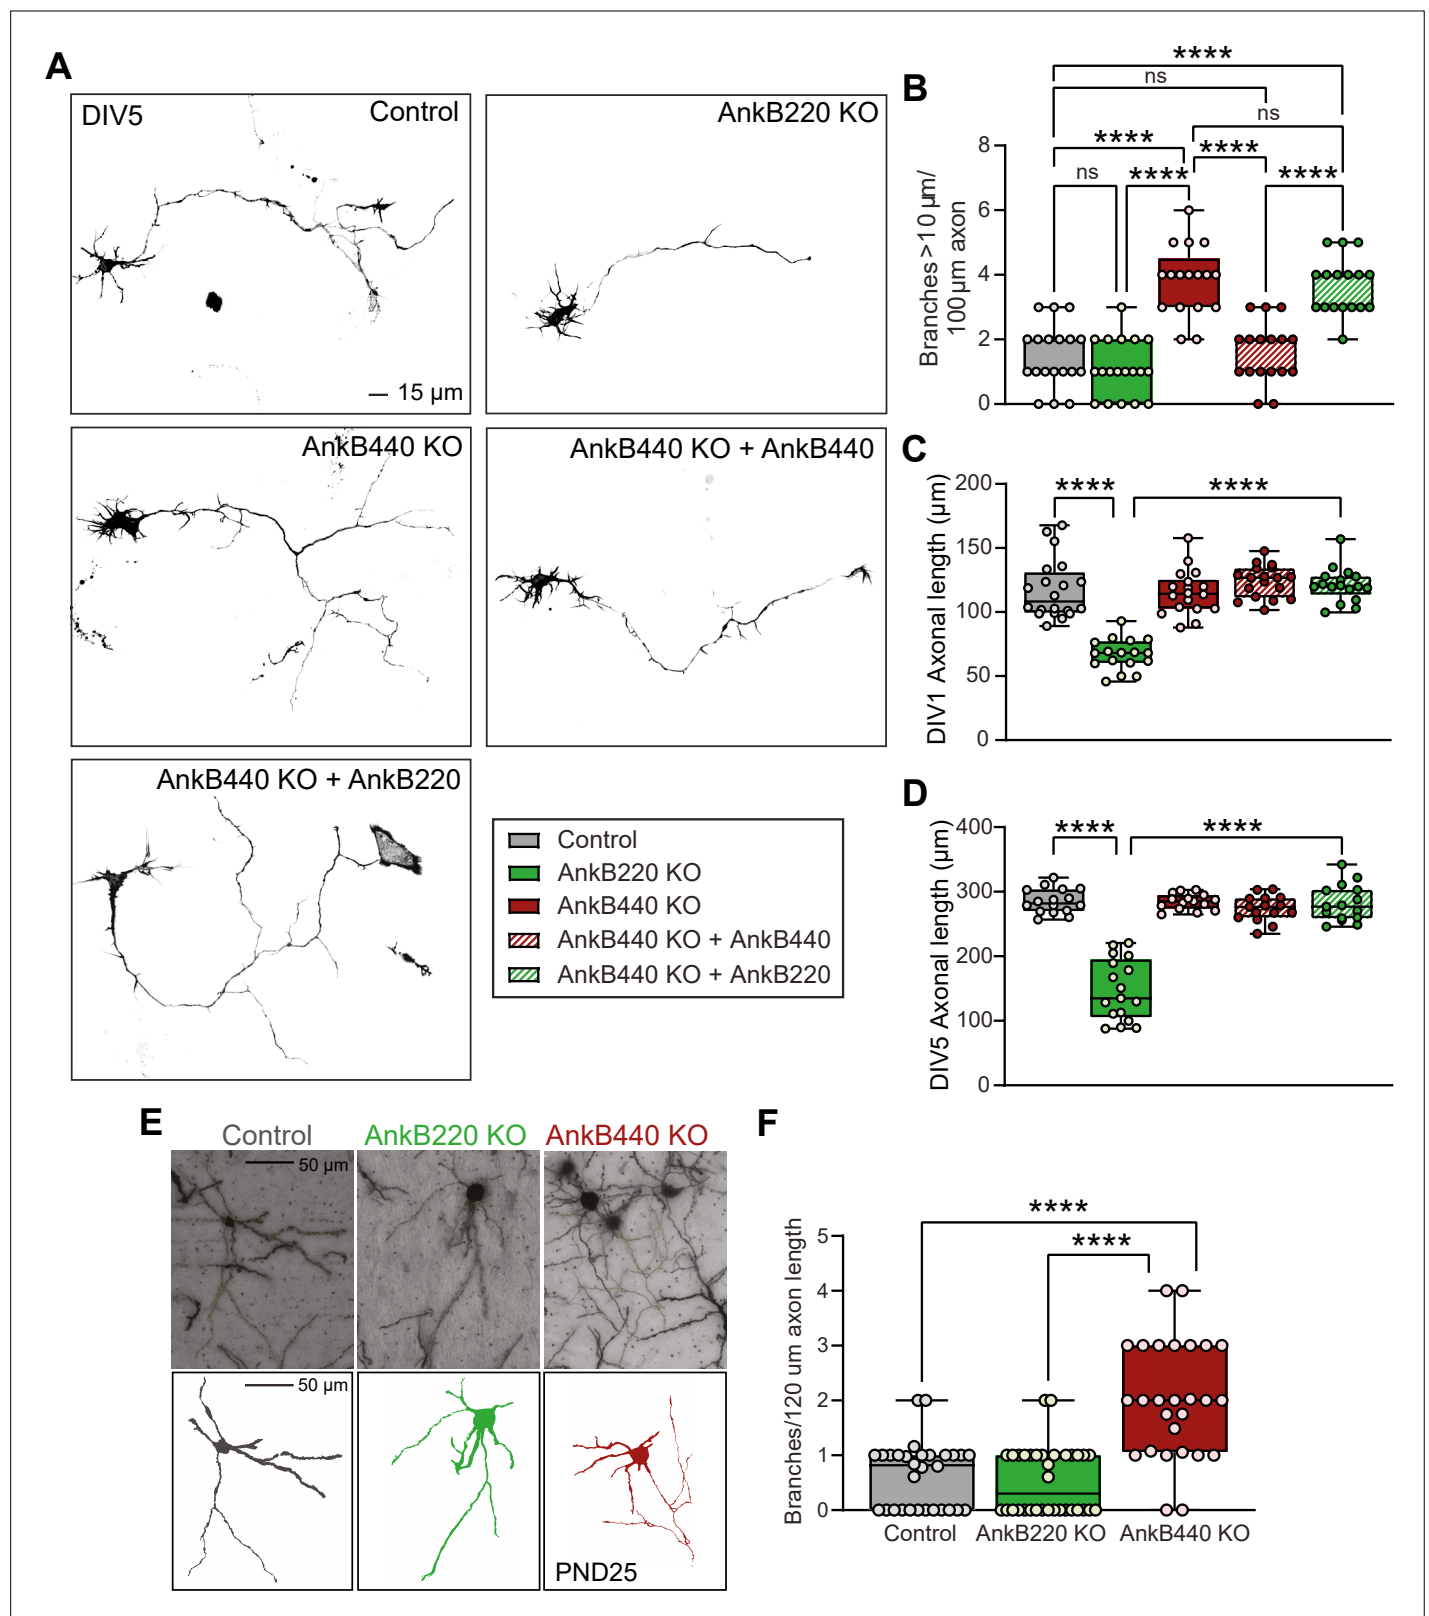 A
DIV5 Control
15 µm
AnkB220 KO
AnkB440 KO
AnkB440 KO + AnkB440
AnkB440 KO + AnkB220
Control
AnkB220 KO
AnkB440 KO
AnkB440 KO + AnkB440
AnkB440 KO + AnkB220
B
Branches >10 µm/
100 µm axon
8
6
4
2
0
****
ns
ns
****
****
ns
****
****
C
DIV1 Axonal length (µm)
200
150
100
50
0
****
****
D
DIV5 Axonal length (µm)
400
300
200
100
0
****
****
E
Control
AnkB220 KO
AnkB440 KO
50 µm
50 µm
PND25
F
Branches/120 um axon length
5
4
3
2
1
0
****
****
Control
AnkB220 KO
AnkB440 KO